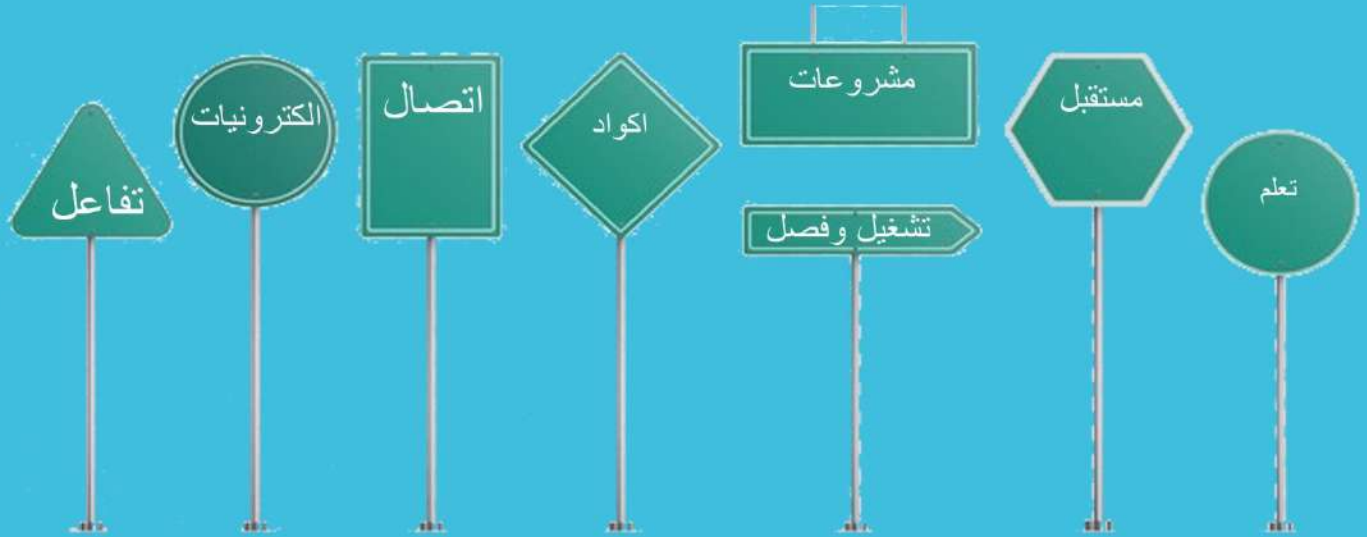 تعلم
مستقبل
مشروعات
تشغيل وفصل
اكواد
اتصال
الكترونيات
تفاعل